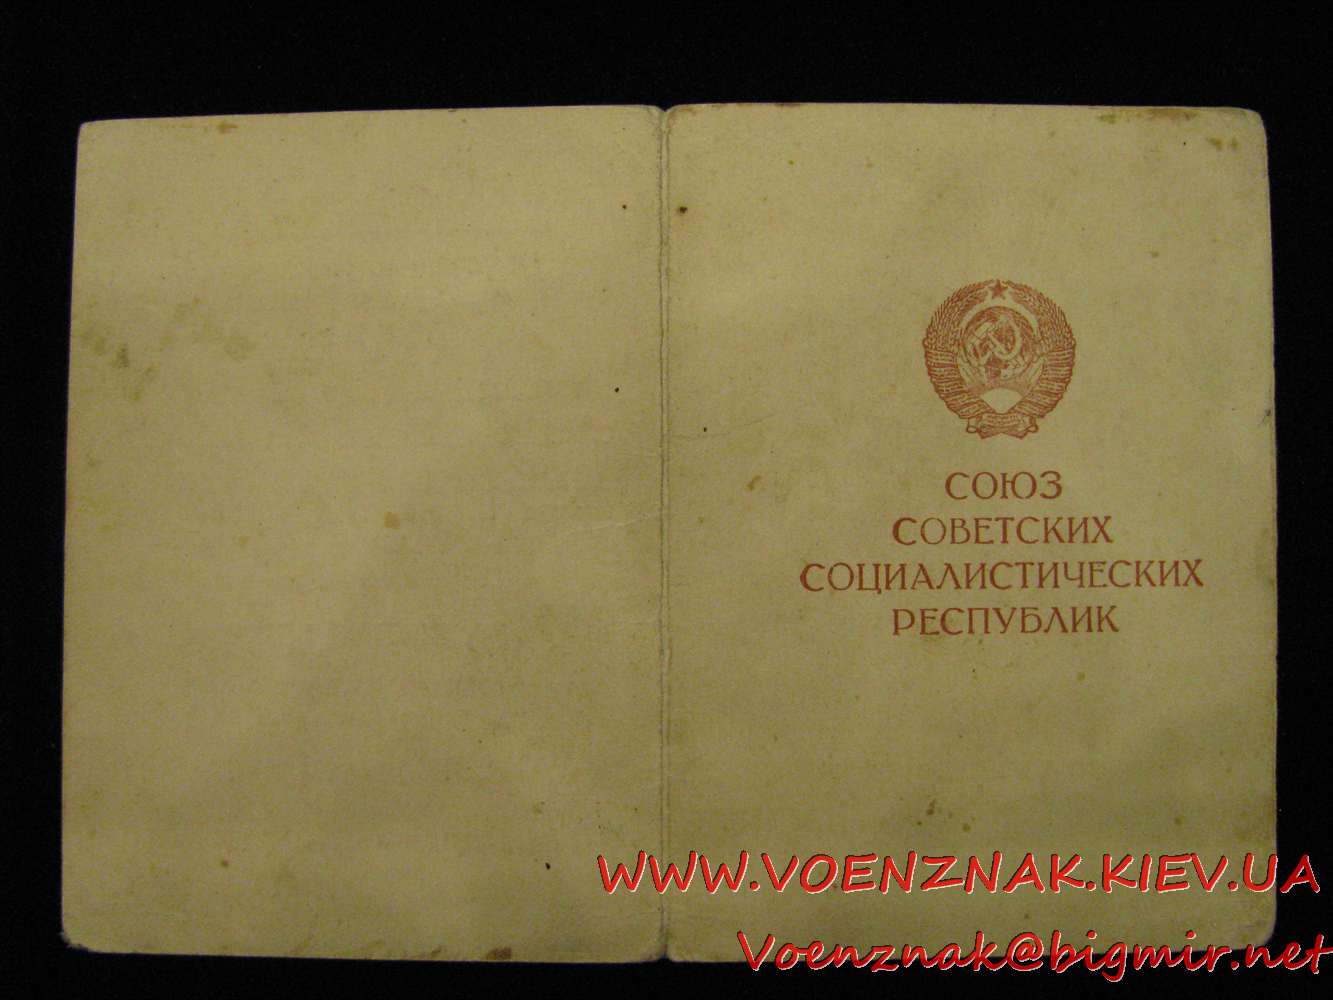 СОЮЗ
СОВЕТСКИХ
СОЦИАЛИСТИЧЕСКИХ
РЕСПУБЛИК
WWW.VOENZNAK.KIEV.UA
Voenznak@bigmir.net